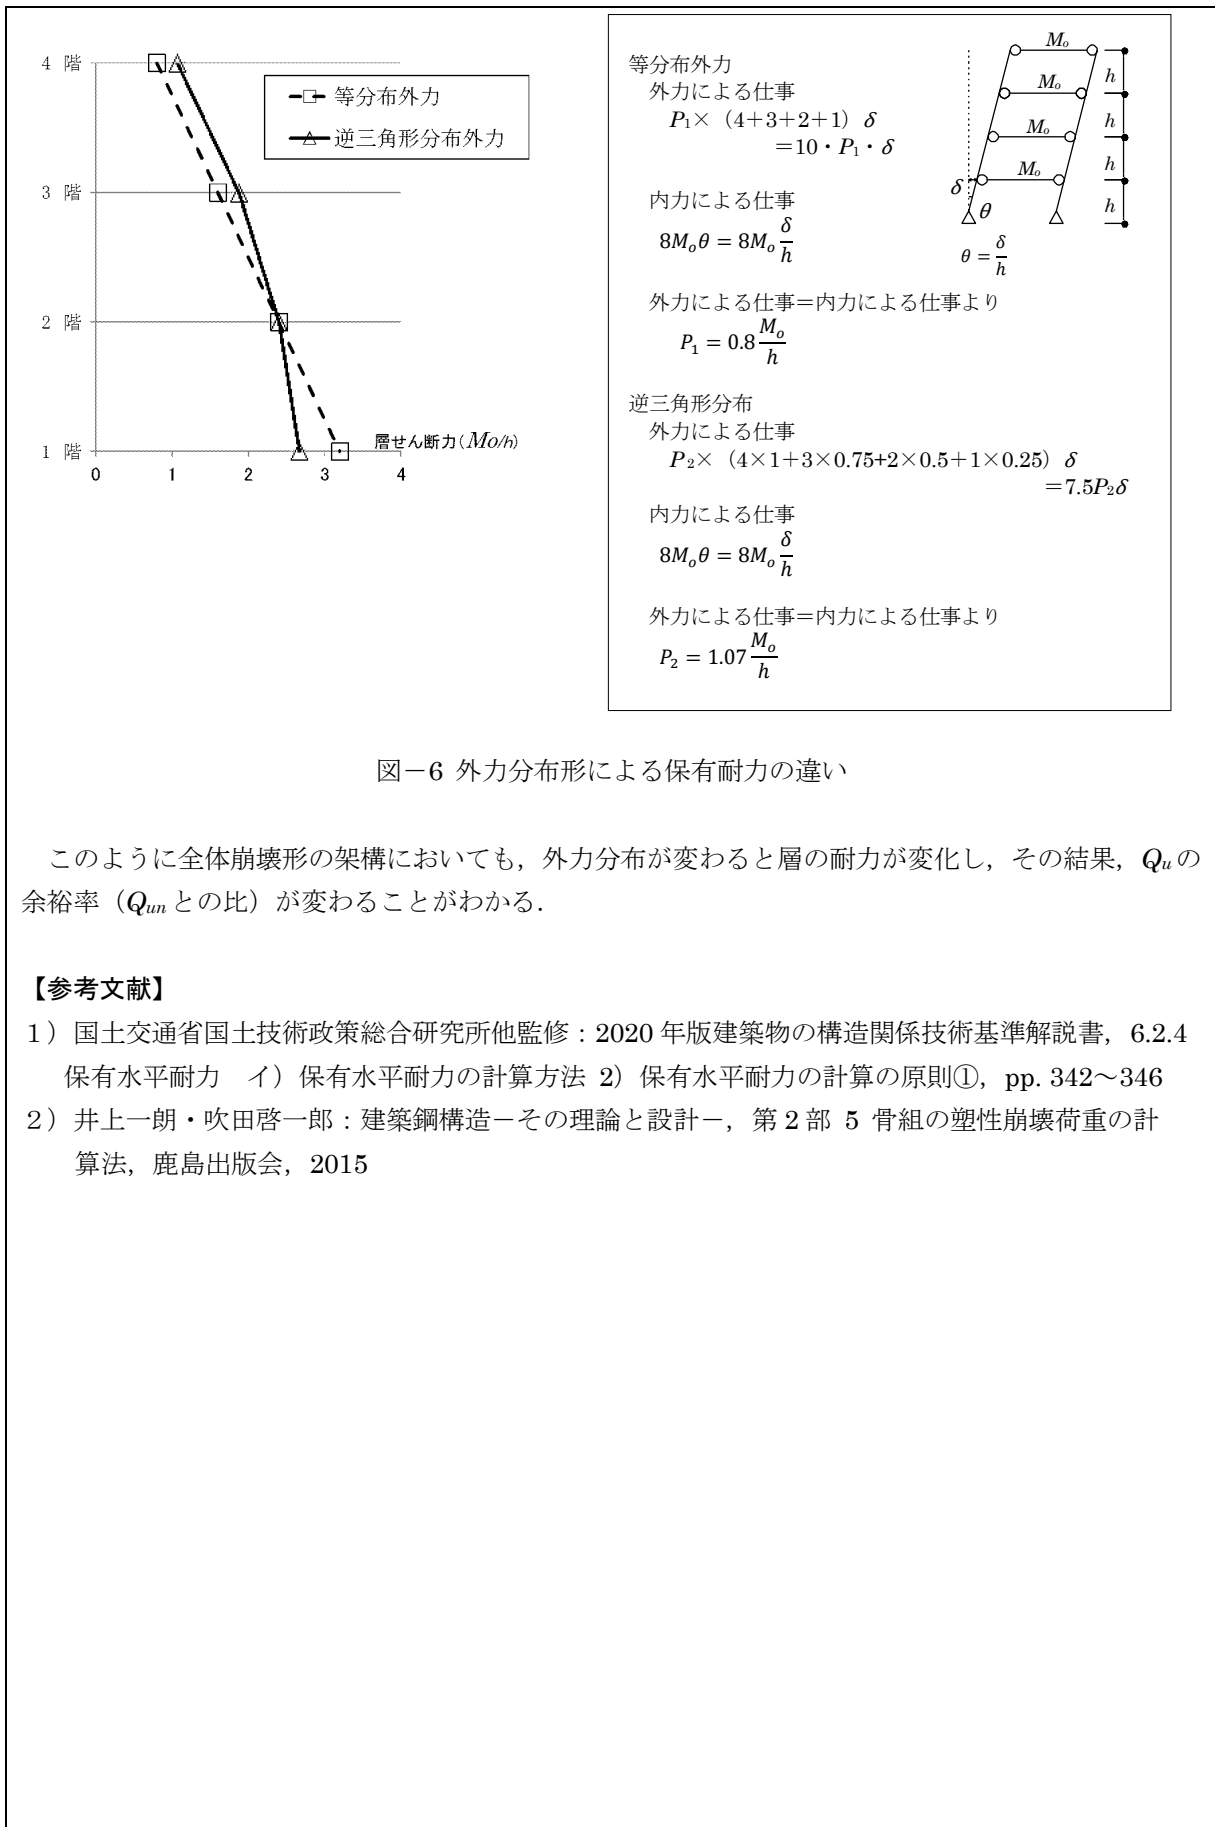 4 階
3 階
2 階
1 階
0 1 2 3 4
等分布外力
逆三角形分布外力
層せん断力(Mo/h)
等分布外力
外力による仕事
P₁×（4＋3＋2＋1）δ
＝10・P₁・δ
内力による仕事
8Mₒθ = 8Mₒ δ/h
外力による仕事＝内力による仕事より
P₁ = 0.8 Mₒ/h
逆三角形分布
外力による仕事
P₂×（4×1＋3×0.75+2×0.5＋1×0.25）δ
＝7.5P₂δ
内力による仕事
8Mₒθ = 8Mₒ δ/h
外力による仕事＝内力による仕事より
P₂ = 1.07 Mₒ/h
Mₒ
h
Mₒ
h
Mₒ
h
Mₒ
h
δ
θ
θ = δ/h
図－6 外力分布形による保有耐力の違い
このように全体崩壊形の架構においても，外力分布が変わると層の耐力が変化し，その結果，Qᵤの
余裕率（Qᵤₙとの比）が変わることがわかる．
【参考文献】
１）国土交通省国土技術政策総合研究所他監修：2020 年版建築物の構造関係技術基準解説書，6.2.4
保有水平耐力　イ）保有水平耐力の計算方法 2）保有水平耐力の計算の原則①，pp. 342～346
２）井上一朗・吹田啓一郎：建築鋼構造－その理論と設計－，第 2 部 5 骨組の塑性崩壊荷重の計
算法，鹿島出版会，2015